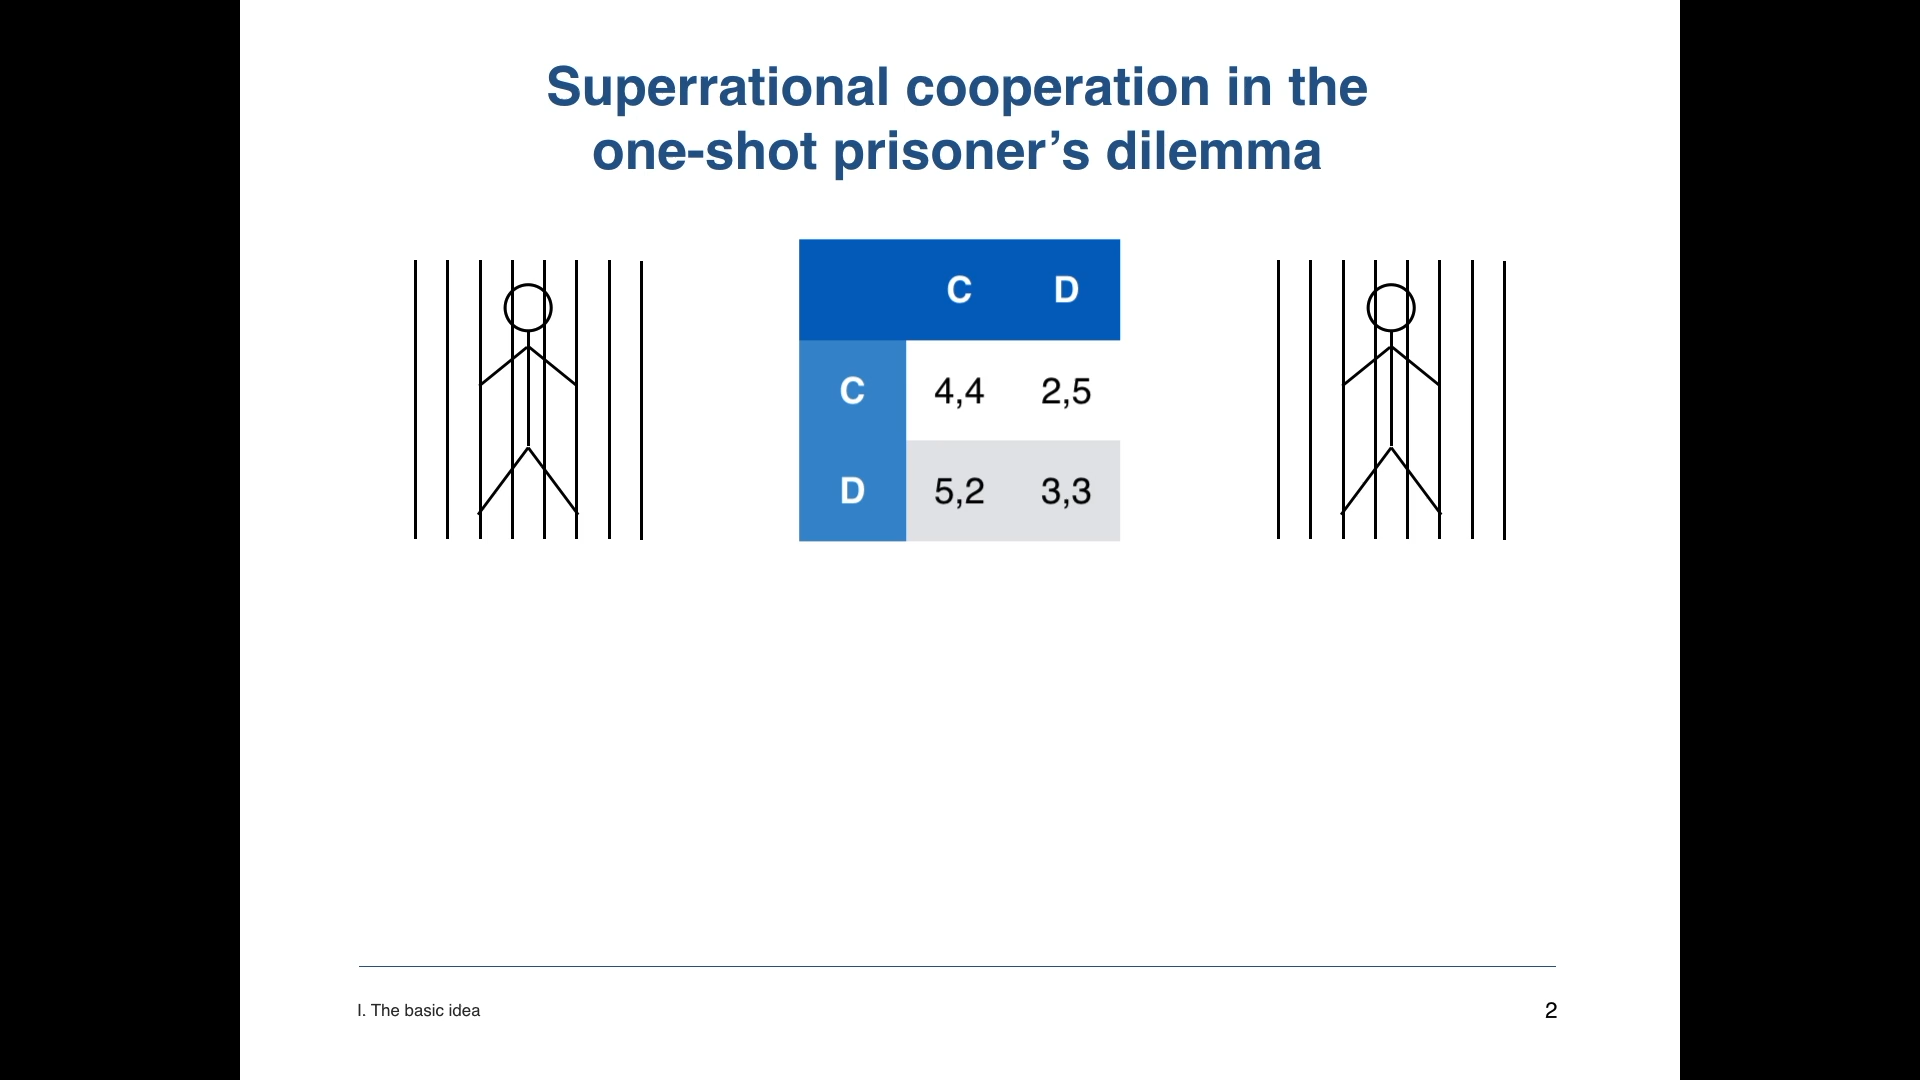 Superrational cooperation in the
one-shot prisoner’s dilemma
C D
C 4,4 2,5
D 5,2 3,3
I. The basic idea
2